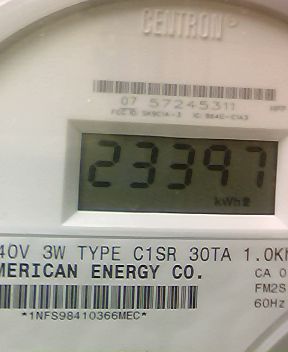 CENTRON
07 57245311
23397
kWh
40V 3W TYPE C1SR 30TA 1.0Kh
MERICAN ENERGY CO.
CA 0
FM2S
60Hz
*1NFS98410366MEC*